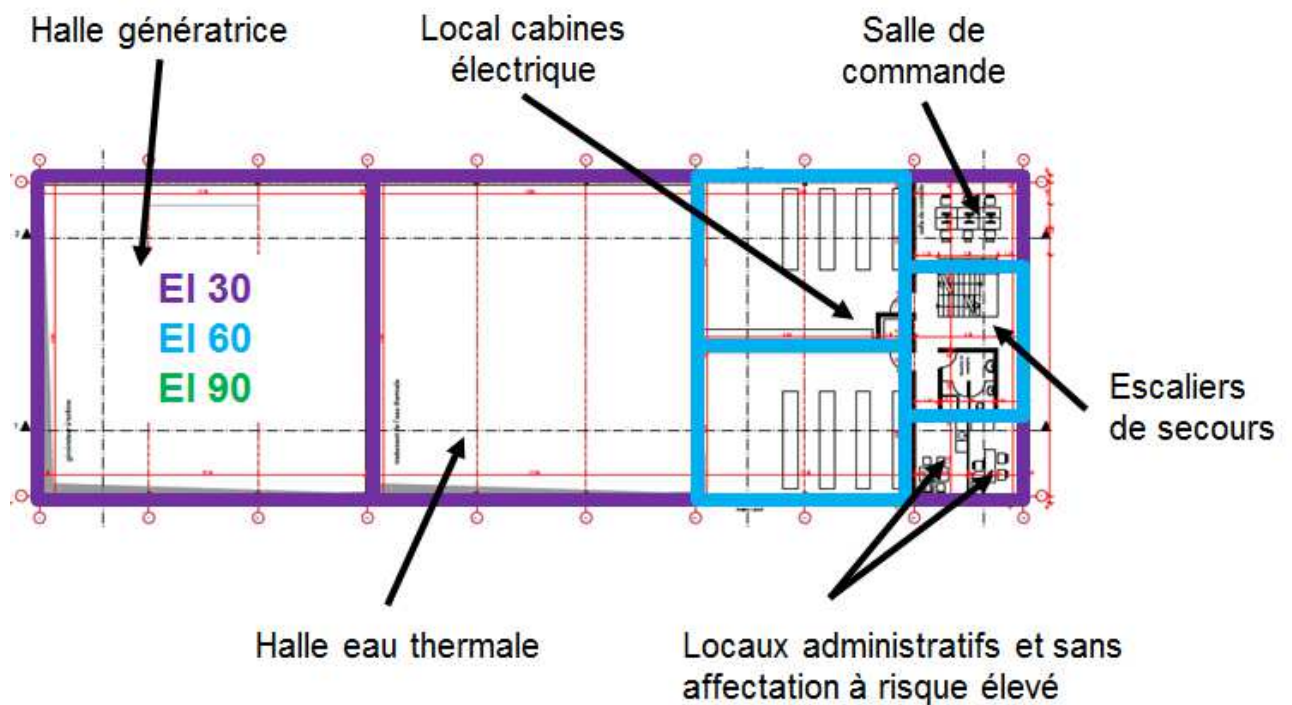 Halle génératrice
Local cabines
électrique
Salle de
commande
EI 30
EI 60
EI 90
Escaliers
de secours
Halle eau thermale
Locaux administratifs et sans
affectation à risque élevé